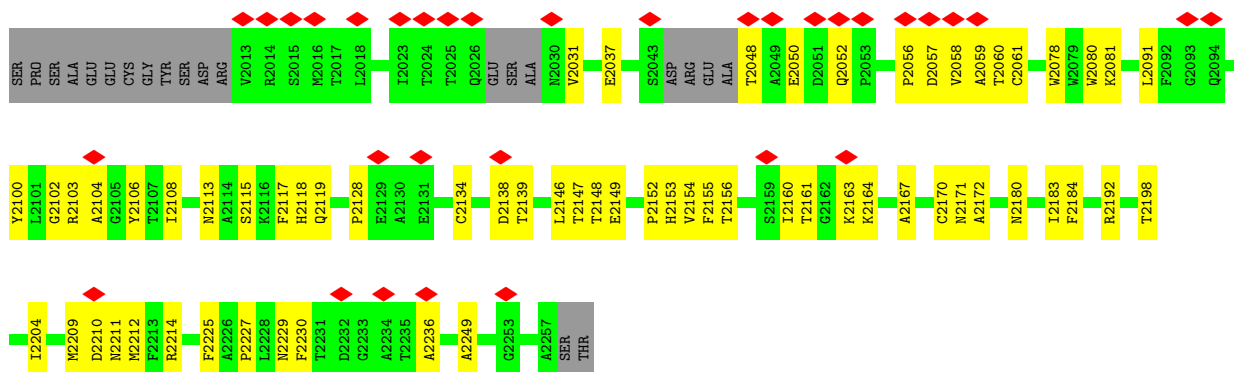 SER PRO SER ALA GLU GLU CYS GLY TYR SER ASP ARG V2013 R2014 S2015 M2016 T2017 L2018 I2023 T2024 T2025 Q2026 GLU SER ALA N2030 V2031 E2037 S2043 ASP ARG GLU ALA T2048 A2049 E2050 D2051 Q2052 P2053 P2056 D2057 V2058 A2059 T2060 C2061 W2078 W2079 W2080 K2081 L2091 F2092 G2093 Q2094
Y2100 L2101 G2102 R2103 A2104 G2105 Y2106 T2107 I2108 N2113 A2114 S2115 K2116 F2117 H2118 Q2119 P2128 E2129 A2130 E2131 C2134 D2138 T2139 L2146 T2147 T2148 E2149 P2152 H2153 V2154 F2155 T2156 S2159 I2160 T2161 G2162 K2163 K2164 A2167 C2170 N2171 A2172 N2180 I2183 F2184 R2192 T2198
I2204 M2209 D2210 N2211 M2212 F2213 R2214 F2225 A2226 P2227 L2228 N2229 F2230 T2231 D2232 G2233 A2234 T2235 A2236 A2249 G2253 A2257 SER THR